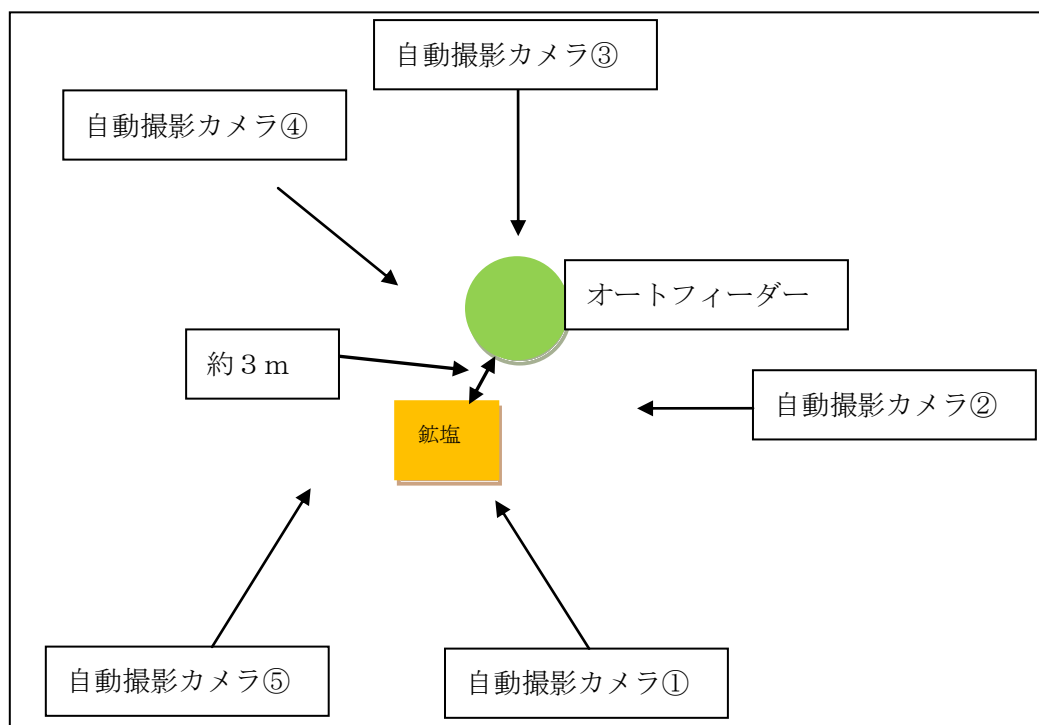 自動撮影カメラ③
自動撮影カメラ④
オートフィーダー
約３ｍ
自動撮影カメラ②
鉱塩
自動撮影カメラ⑤
自動撮影カメラ①